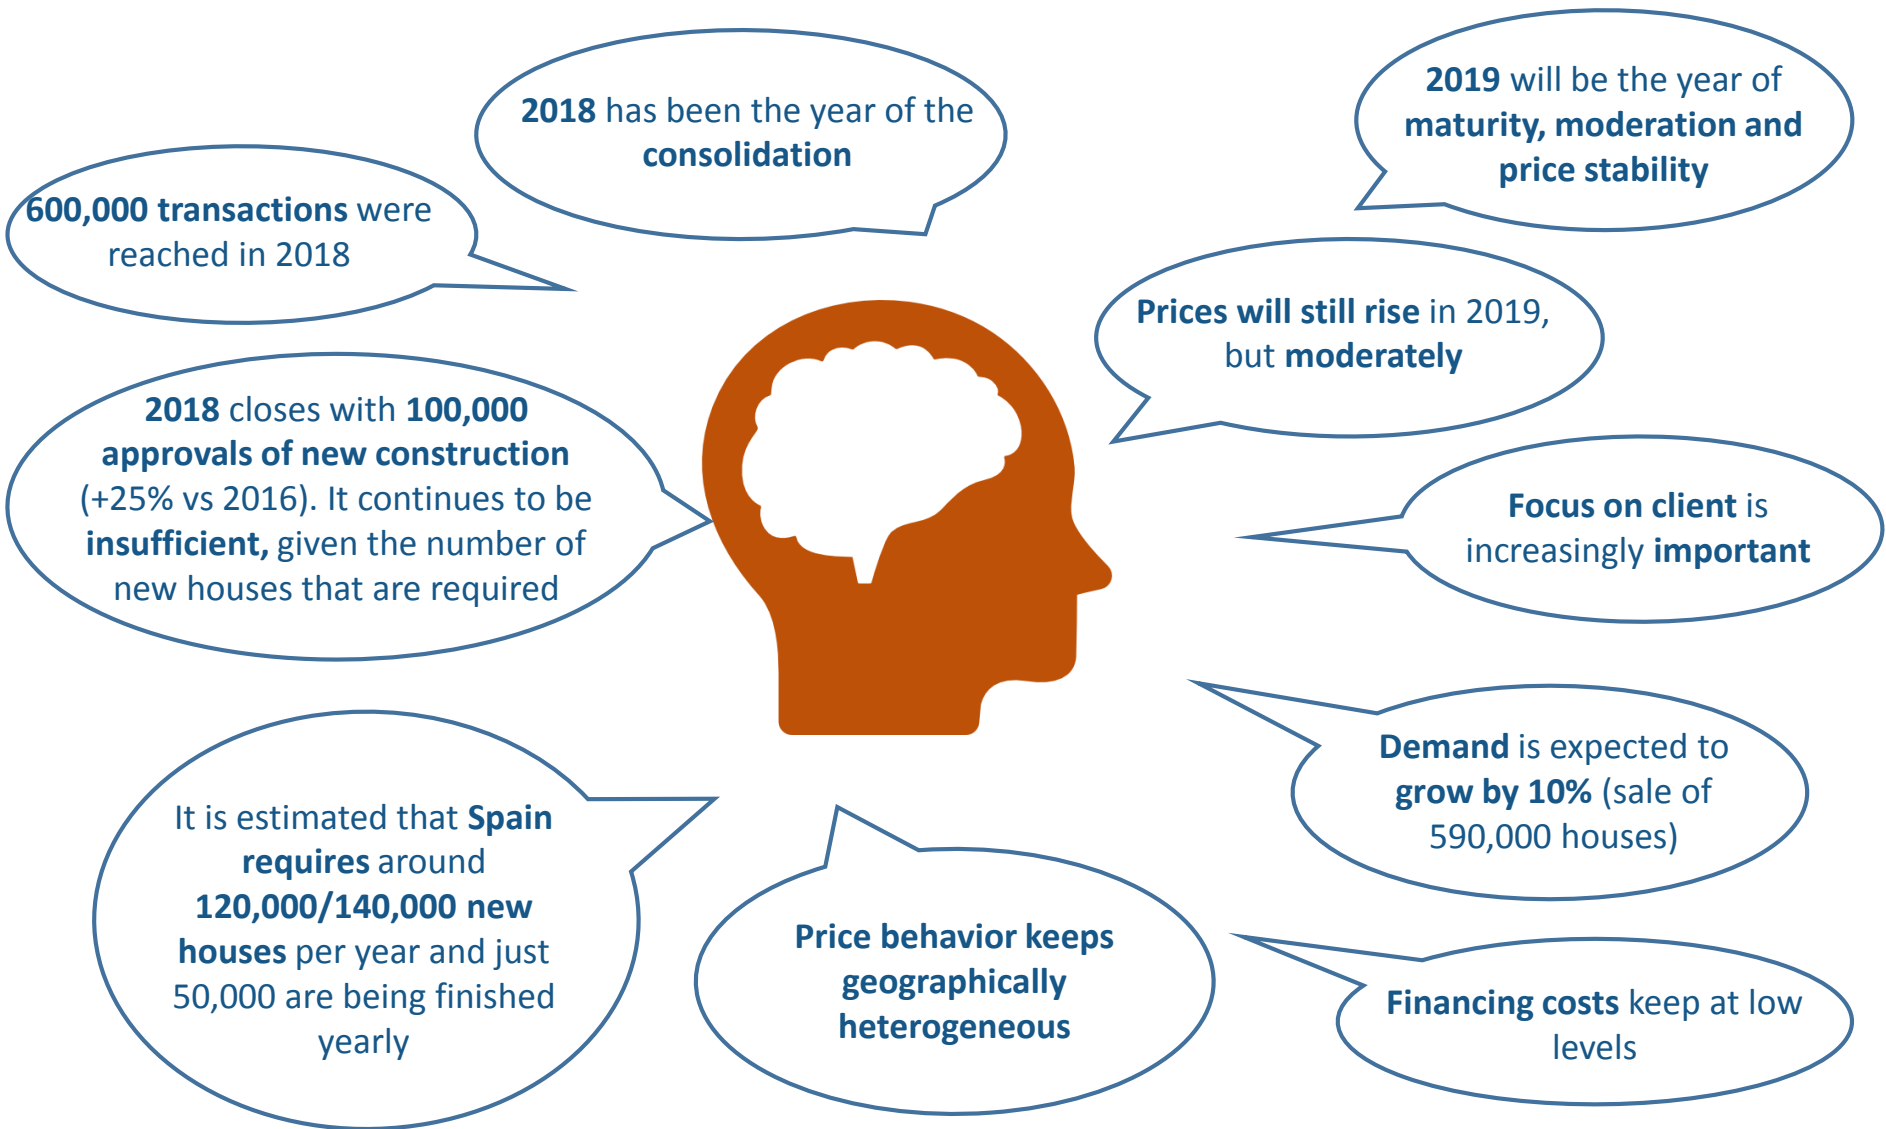 2018 has been the year of the
consolidation
2019 will be the year of
maturity, moderation and
price stability
600,000 transactions were
reached in 2018
Prices will still rise in 2019,
but moderately
2018 closes with 100,000
approvals of new construction
(+25% vs 2016). It continues to be
insufficient, given the number of
new houses that are required
Focus on client is
increasingly important
Demand is expected to
grow by 10% (sale of
590,000 houses)
It is estimated that Spain
requires around
120,000/140,000 new
houses per year and just
50,000 are being finished
yearly
Price behavior keeps
geographically
heterogeneous
Financing costs keep at low
levels